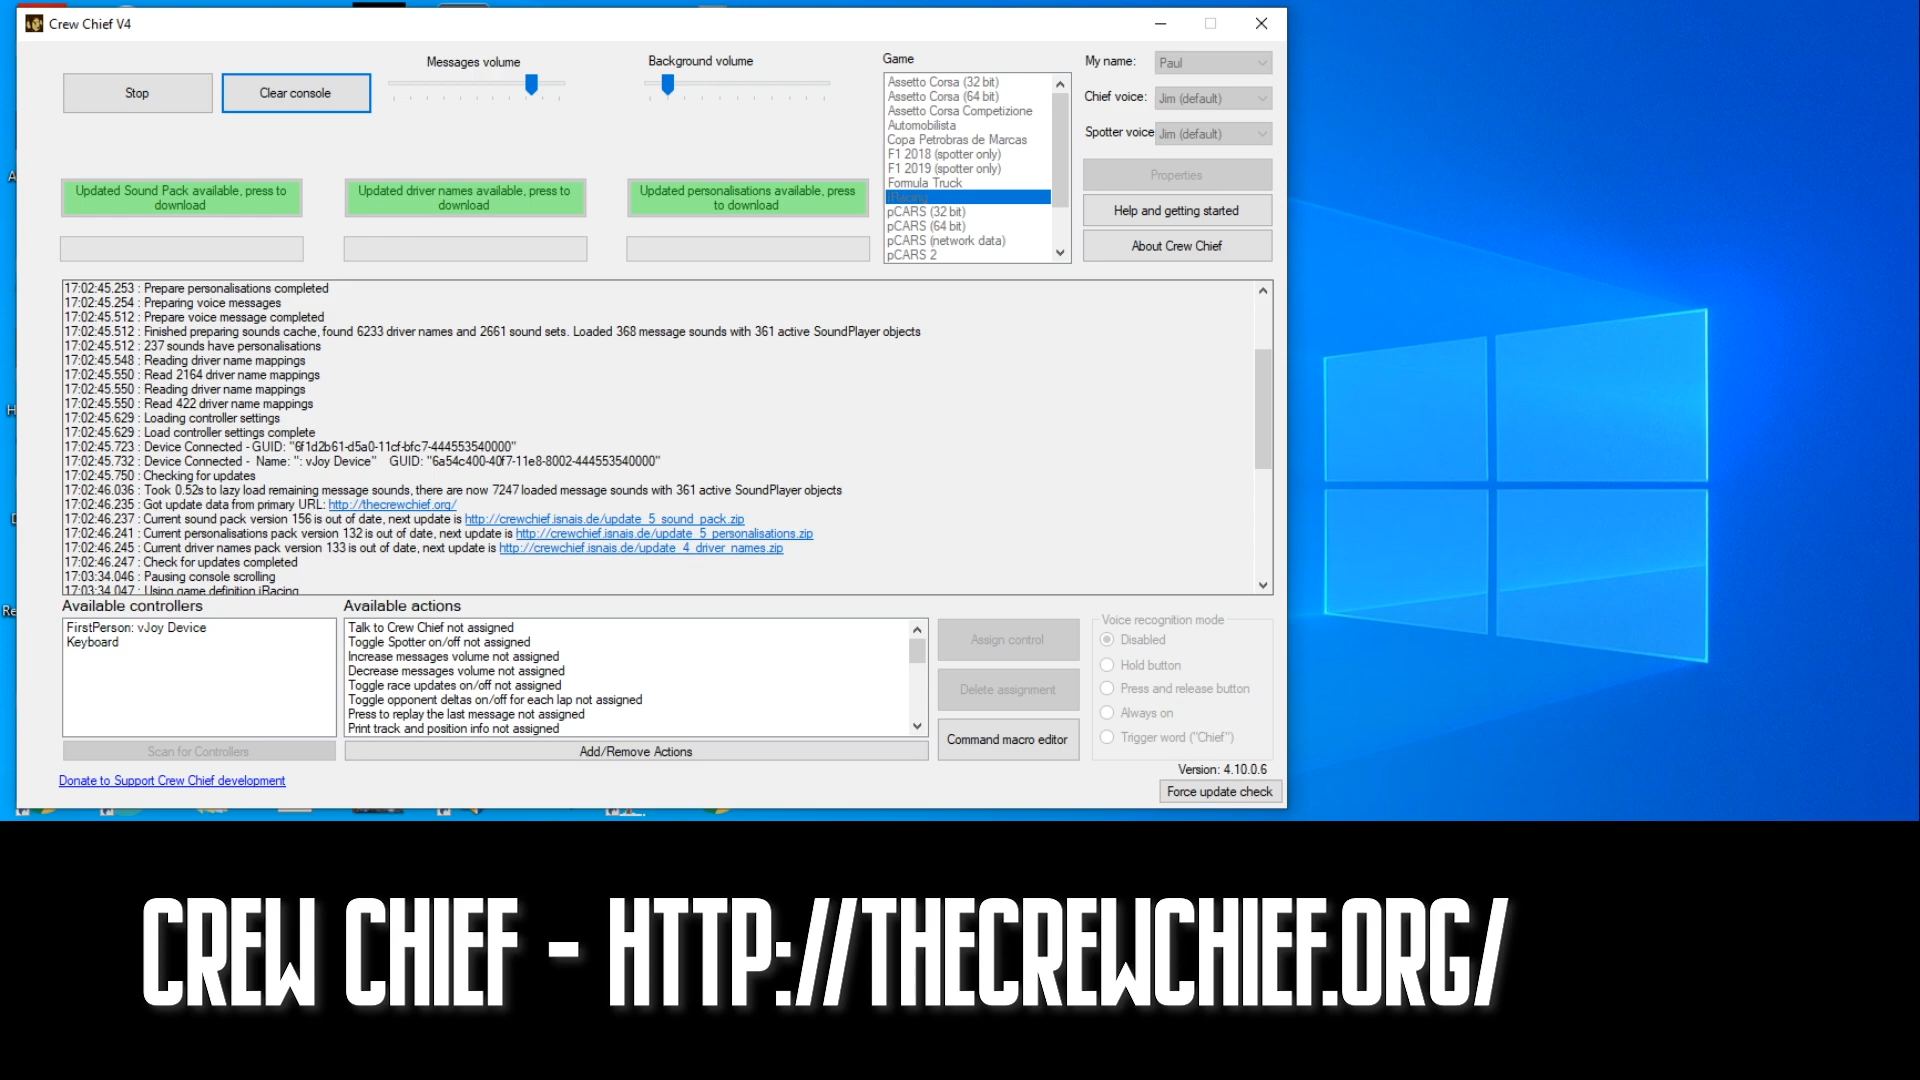 Crew Chief V4
Messages volume
Background volume
Game
My name:
Paul
Stop
Clear console
Chief voice:
Jim (default)
Spotter voice
Jim (default)
Assetto Corsa (32 bit)
Assetto Corsa (64 bit)
Assetto Corsa Competizione
Automobilista
Copa Petrobras de Marcas
F1 2018 (spotter only)
F1 2019 (spotter only)
Formula Truck
iRacing
pCARS (32 bit)
pCARS (64 bit)
pCARS (network data)
pCARS 2
Properties
Help and getting started
About Crew Chief
Updated Sound Pack available, press to
download
Updated driver names available, press to
download
Updated personalisations available, press
to download
17:02:45.253 : Prepare personalisations completed
17:02:45.254 : Preparing voice messages
17:02:45.512 : Prepare voice message completed
17:02:45.512 : Finished preparing sounds cache, found 6233 driver names and 2661 sound sets. Loaded 368 message sounds with 361 active SoundPlayer objects
17:02:45.512 : 237 sounds have personalisations
17:02:45.548 : Reading driver name mappings
17:02:45.550 : Read 2164 driver name mappings
17:02:45.550 : Reading driver name mappings
17:02:45.550 : Read 422 driver name mappings
17:02:45.629 : Loading controller settings
17:02:45.629 : Load controller settings complete
17:02:45.723 : Device Connected - GUID: "6f1d2b61-d5a0-11cf-bfc7-444553540000"
17:02:45.732 : Device Connected - Name: ": vJoy Device" GUID: "6a54c400-40f7-11e8-8002-444553540000"
17:02:45.750 : Checking for updates
17:02:46.036 : Took 0.52s to lazy load remaining message sounds, there are now 7247 loaded message sounds with 361 active SoundPlayer objects
17:02:46.235 : Got update data from primary URL: http://thecrewchief.org/
17:02:46.237 : Current sound pack version 156 is out of date, next update is http://crewchief.isnais.de/update_5_sound_pack.zip
17:02:46.241 : Current personalisations pack version 132 is out of date, next update is http://crewchief.isnais.de/update_5_personalisations.zip
17:02:46.245 : Current driver names pack version 133 is out of date, next update is http://crewchief.isnais.de/update_4_driver_names.zip
17:02:46.247 : Check for updates completed
17:03:34.046 : Pausing console scrolling
17:03:34.047 : Using game definition iRacing
Available controllers
FirstPerson: vJoy Device
Keyboard
Scan for Controllers
Available actions
Talk to Crew Chief not assigned
Toggle Spotter on/off not assigned
Increase messages volume not assigned
Decrease messages volume not assigned
Toggle race updates on/off not assigned
Toggle opponent deltas on/off for each lap not assigned
Press to replay the last message not assigned
Print track and position info not assigned
Add/Remove Actions
Assign control
Delete assignment
Command macro editor
Voice recognition mode
Disabled
Hold button
Press and release button
Always on
Trigger word ("Chief")
Version: 4.10.0.6
Donate to Support Crew Chief development
Force update check
CREW CHIEF - HTTP://THECREWCHIEF.ORG/